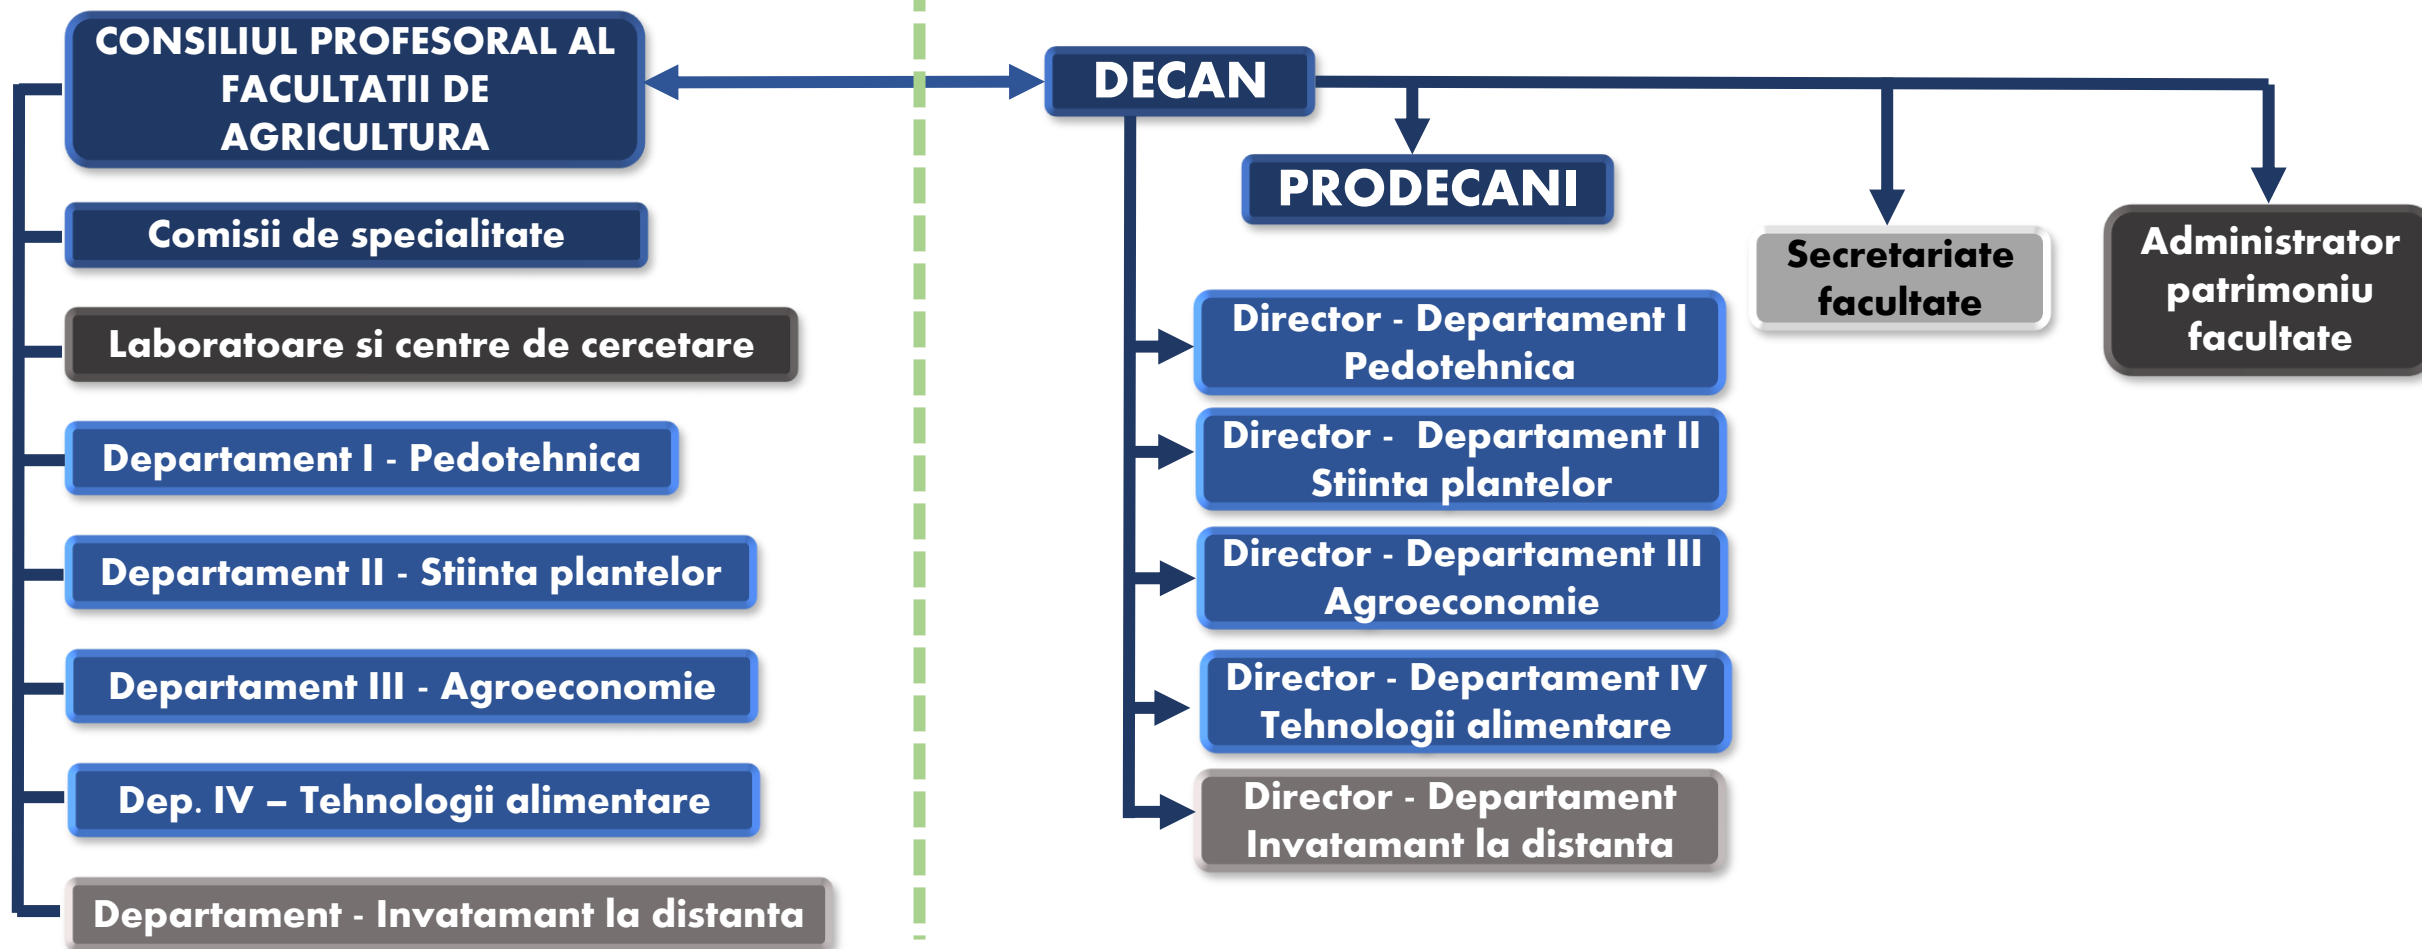 CONSILIUL PROFESORAL AL
FACULTATII DE
AGRICULTURA
Comisii de specialitate
Laboratoare si centre de cercetare
Departament I - Pedotehnica
Departament II - Stiinta plantelor
Departament III - Agroeconomie
Dep. IV – Tehnologii alimentare
Departament - Invatamant la distanta
DECAN
PRODECANI
Secretariate
facultate
Administrator
patrimoniu
facultate
Director - Departament I
Pedotehnica
Director - Departament II
Stiinta plantelor
Director - Departament III
Agroeconomie
Director - Departament IV
Tehnologii alimentare
Director - Departament
Invatamant la distanta